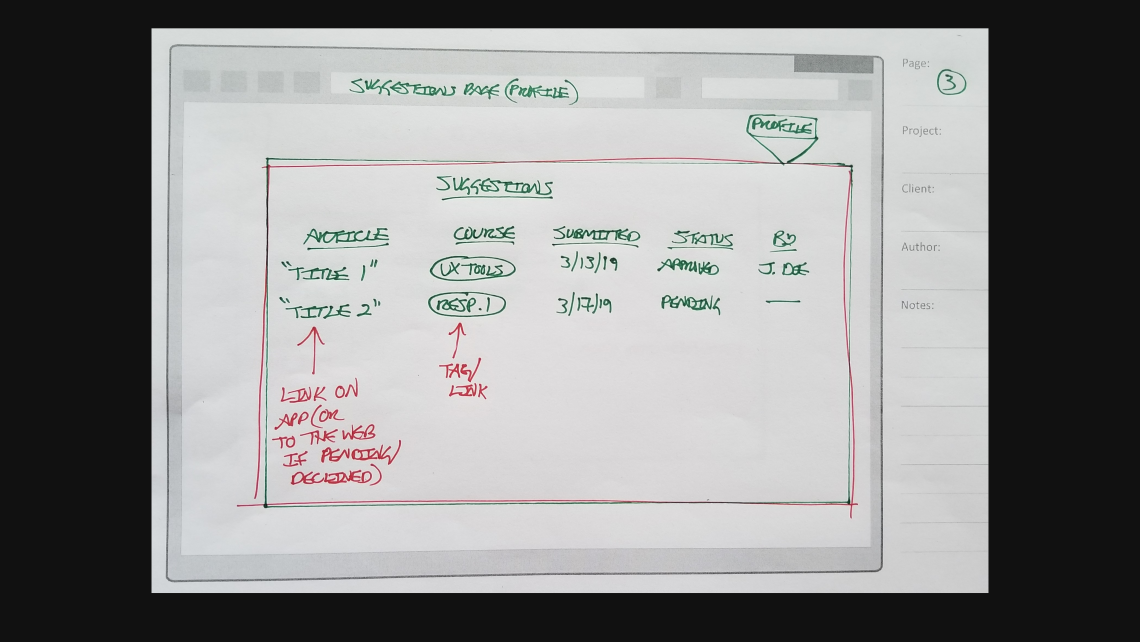 SUGGESTIONS PAGE (PROFILE)
Page:
3
PROFILE
Project:
Client:
Author:
Notes:
SUGGESTIONS
ARTICLE COURSE SUBMITTED STATUS BY
"TITLE 1" UX TOOLS 3/13/19 APPROVED J. DOE
"TITLE 2" RESP. 1 3/17/19 PENDING —
LINK ON
APP (OR
TO THE WEB
IF PENDING/
DECLINED)
TAG/
LINK